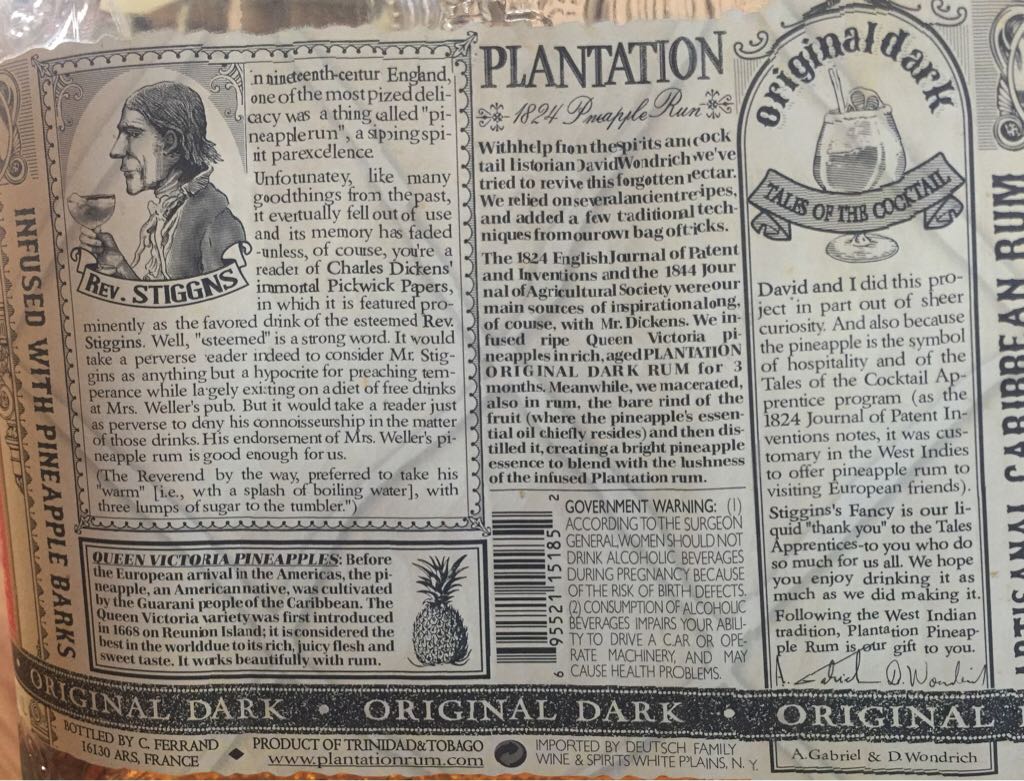 INFUSED WITH PINEAPPLE BARKS
'n nineteenth-centur England,
one of the most pized deli-
cacy was a thing called "pi-
neapple run", a sipping spi-
rit par excellence.
Unfortunatey, like many
good things from the past,
it evertually fell out of use
and its memory has faded
-unless, of course, you're a
reader of Charles Dickens'
immortal Pickwick Papers,
in which it is featured pro-
minently as the favored drink of the esteemed Rev.
Stiggins. Well, "esteemed" is a strong word. It would
take a perverse reader indeed to consider Mr. Stig-
gins as anything but a hypocrite for preaching tem-
perance while largely existing on a diet of free drinks
at Mrs. Weller's pub. But it would take a reader just
as perverse to deny his connoisseurship in the matter
of those drinks. His endorsement of Mrs. Weller's pi-
neapple rum is good enough for us.
(The Reverend by the way, preferred to take his
"warm" [i.e., with a splash of boiling water], with
three lumps of sugar to the tumbler.")
REV. STIGGNS
QUEEN VICTORIA PINEAPPLES: Before
the European arrival in the Americas, the pi-
neapple, an American native, was cultivated
by the Guarani people of the Caribbean. The
Queen Victoria variety was first introduced
in 1668 on Reunion Island; it is considered the
best in the world due to its rich, juicy flesh and
sweet taste. It works beautifully with rum.
PLANTATION
1824 Pneapple Run
With help from the spirits and cock
tail historian David Wondrich we've
tried to revive this forgotten nectar.
We relied on several ancient recipes,
and added a few traditional tech-
niques from our own bag of tricks.
The 1824 English Journal of Patent
and Inventions and the 1844 Jour
nal of Agricultural Society were our
main sources of inspiration along,
of course, with Mr. Dickens. We in-
fused ripe Queen Victoria pi-
neapples in rich, aged PLANTATION
ORIGINAL DARK RUM for 3
months. Meanwhile, we macerated,
also in rum, the bare rind of the
fruit (where the pineapple's essen-
tial oil chiefly resides) and then dis-
tilled it, creating a bright pineapple
essence to blend with the lushness
of the infused Plantation rum.
6 95521 15185 2
GOVERNMENT WARNING: (1)
ACCORDING TO THE SURGEON
GENERAL WOMEN SHOULD NOT
DRINK ALCOHOLIC BEVERAGES
DURING PREGNANCY BECAUSE
OF THE RISK OF BIRTH DEFECTS.
(2) CONSUMPTION OF ALCOHOLIC
BEVERAGES IMPAIRS YOUR ABILI-
TY TO DRIVE A CAR OR OPE-
RATE MACHINERY, AND MAY
CAUSE HEALTH PROBLEMS.
original dark
TALES OF THE COCKTAIL
David and I did this pro-
ject in part out of sheer
curiosity. And also because
the pineapple is the symbol
of hospitality and of the
Tales of the Cocktail Ap-
prentice program (as the
1824 Journal of Patent In-
ventions notes, it was cus-
tomary in the West Indies
to offer pineapple rum to
visiting European friends).
Stiggins's Fancy is our li-
quid "thank you" to the Tales
Apprentices-to you who do
so much for us all. We hope
you enjoy drinking it as
much as we did making it.
Following the West Indian
tradition, Plantation Pineap-
ple Rum is our gift to you.
A. Gabriel D. Wondrich
ARTISANAL CARIBBEAN RUM
ORIGINAL DARK • ORIGINAL DARK • ORIGINAL
BOTTLED BY C. FERRAND
16130 ARS, FRANCE
PRODUCT OF TRINIDAD & TOBAGO
www.plantationrum.com
IMPORTED BY DEUTSCH FAMILY
WINE & SPIRITS WHITE PLAINS, N. Y.
A. Gabriel & D. Wondrich